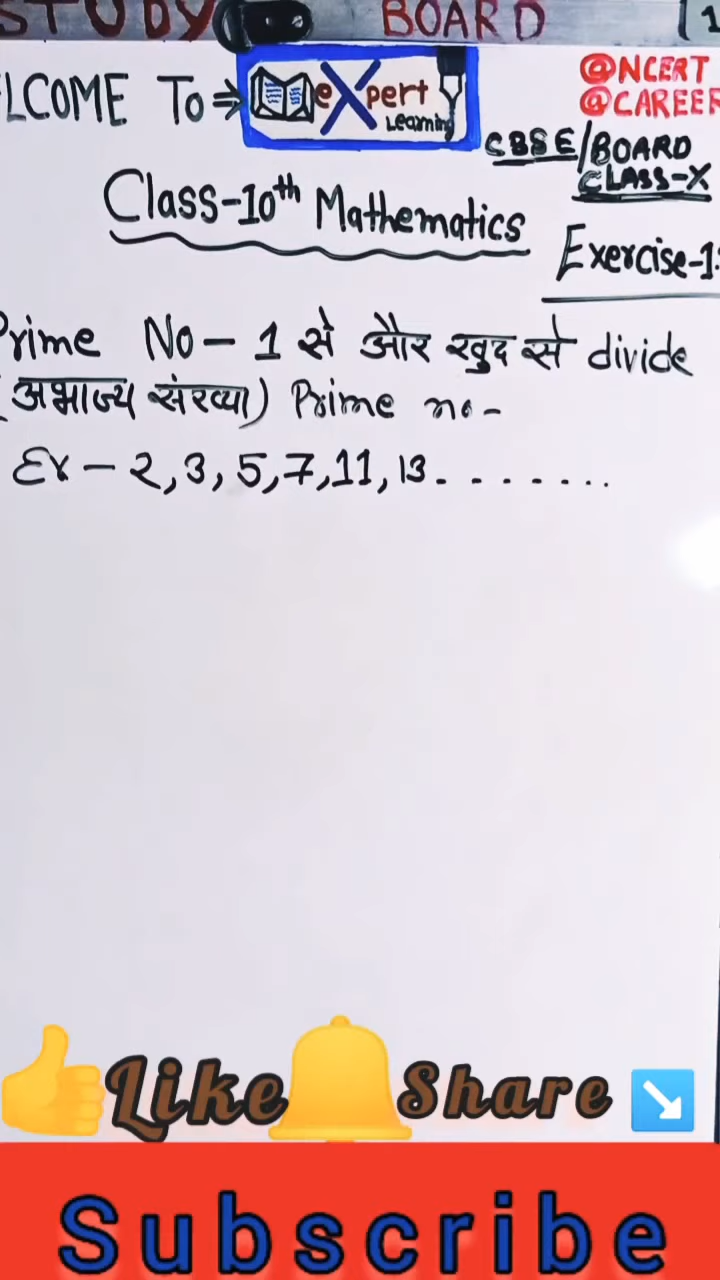 STUDY BOARD [1
LCOME To ⇒ eXpert Learning
@NCERT
@CAREER
CBSE/BOARD
CLASS-X
Class-10th Mathematics
Exercise-1:
Prime No - 1 से और खुद से divide
(अभाज्य संख्या) Prime no -
Ex - 2, 3, 5, 7, 11, 13 . . . . . . .
Like Share
Subscribe